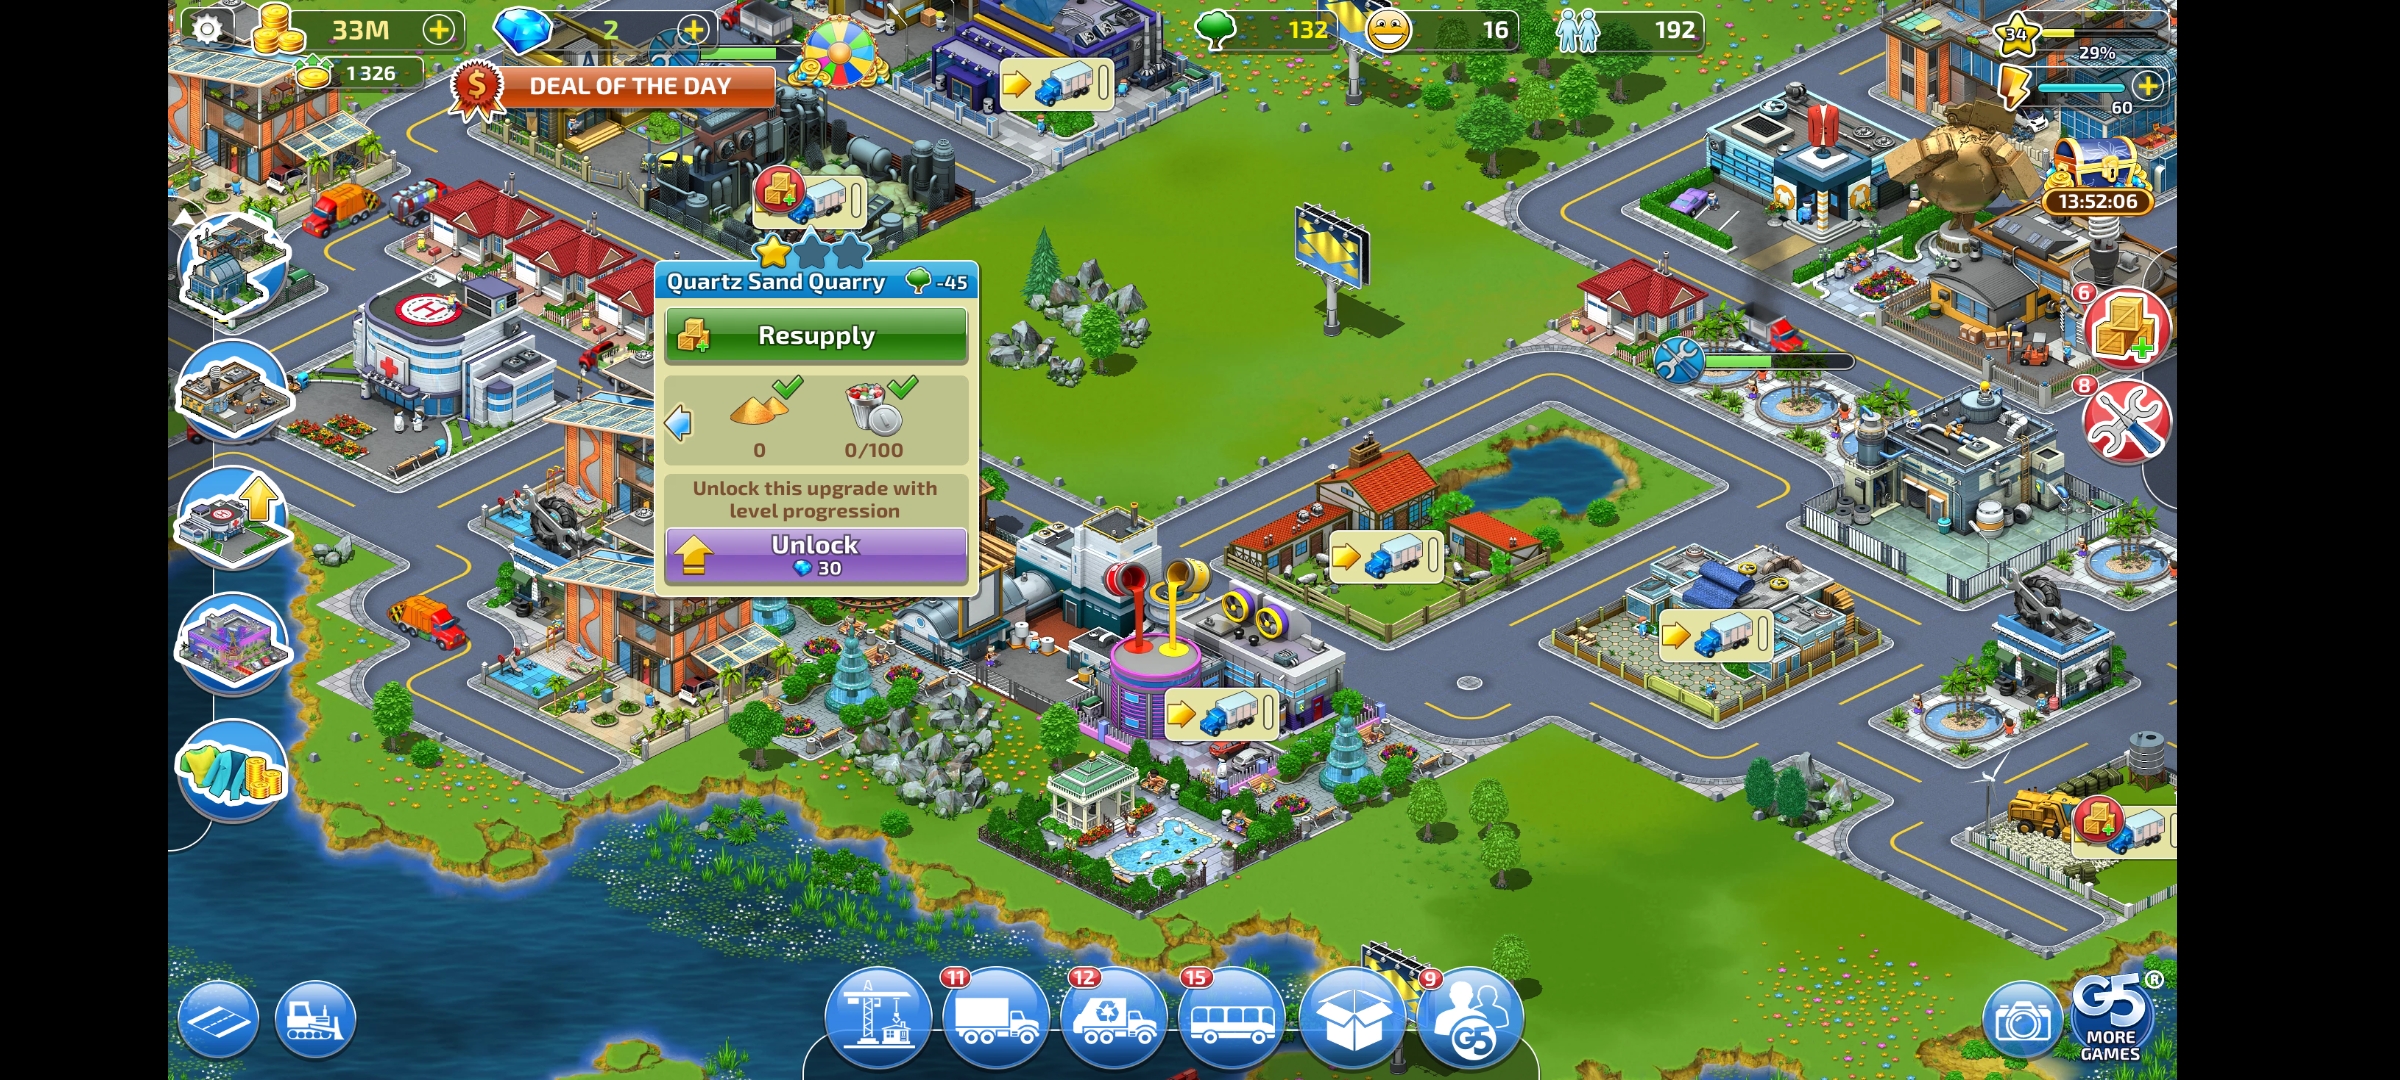 33M
2
132
16
192
34
29%
1 326
DEAL OF THE DAY
60
13:52:06
Quartz Sand Quarry -45
Resupply
0
0/100
Unlock this upgrade with
level progression
Unlock
30
6
8
11
12
15
9
G5
G5 ®
MORE
GAMES